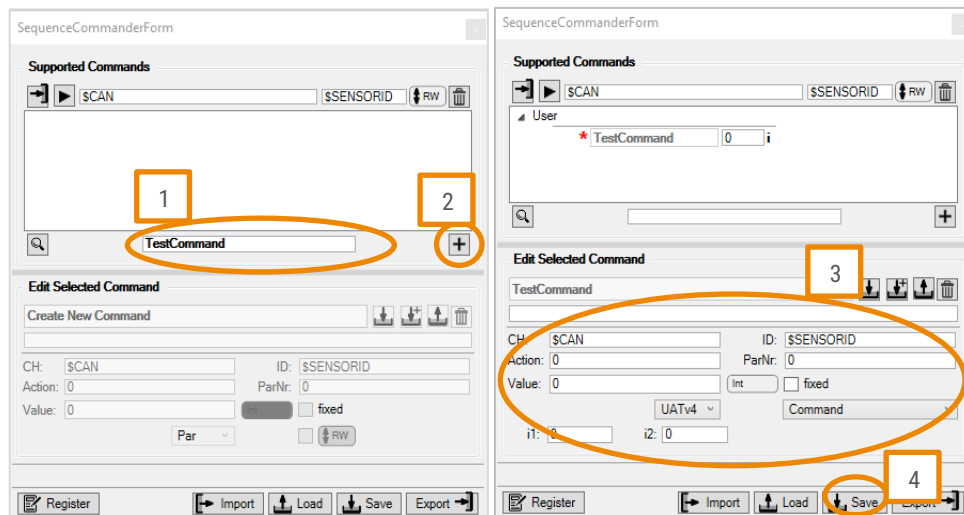 SequenceCommanderForm
x
Supported Commands
$CAN $SENSORID RW
1
2
TestCommand
Edit Selected Command
Create New Command
CH: $CAN ID: $SENSORID
Action: 0 ParNr: 0
Value: 0 Int fixed
Par RW
Register Import Load Save Export
SequenceCommanderForm
x
Supported Commands
$CAN $SENSORID RW
User
* TestCommand 0 i
Edit Selected Command
3
TestCommand
CH: $CAN ID: $SENSORID
Action: 0 ParNr: 0
Value: 0 Int fixed
UATv4 Command
i1: 0 i2: 0
4
Register Import Load Save Export